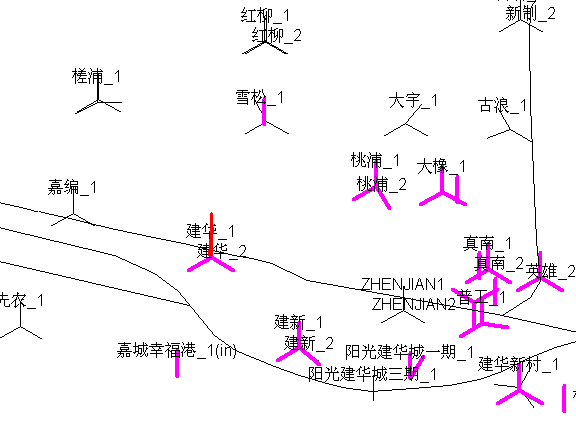 新制_2
红柳_1
红柳_2
槎浦_1
雪松_1
大宇_1
古浪_1
桃浦_1
大橡_1
桃浦_2
嘉编_1
建华_1
建华_2
真南_1
真南_2
英雄_2
ZHENJIAN1
ZHENJIAN2
先农_1
建新_1
建新_2
嘉城幸福港_1(in)
阳光建华城一期_1
阳光建华城三期_1
建华新村_1